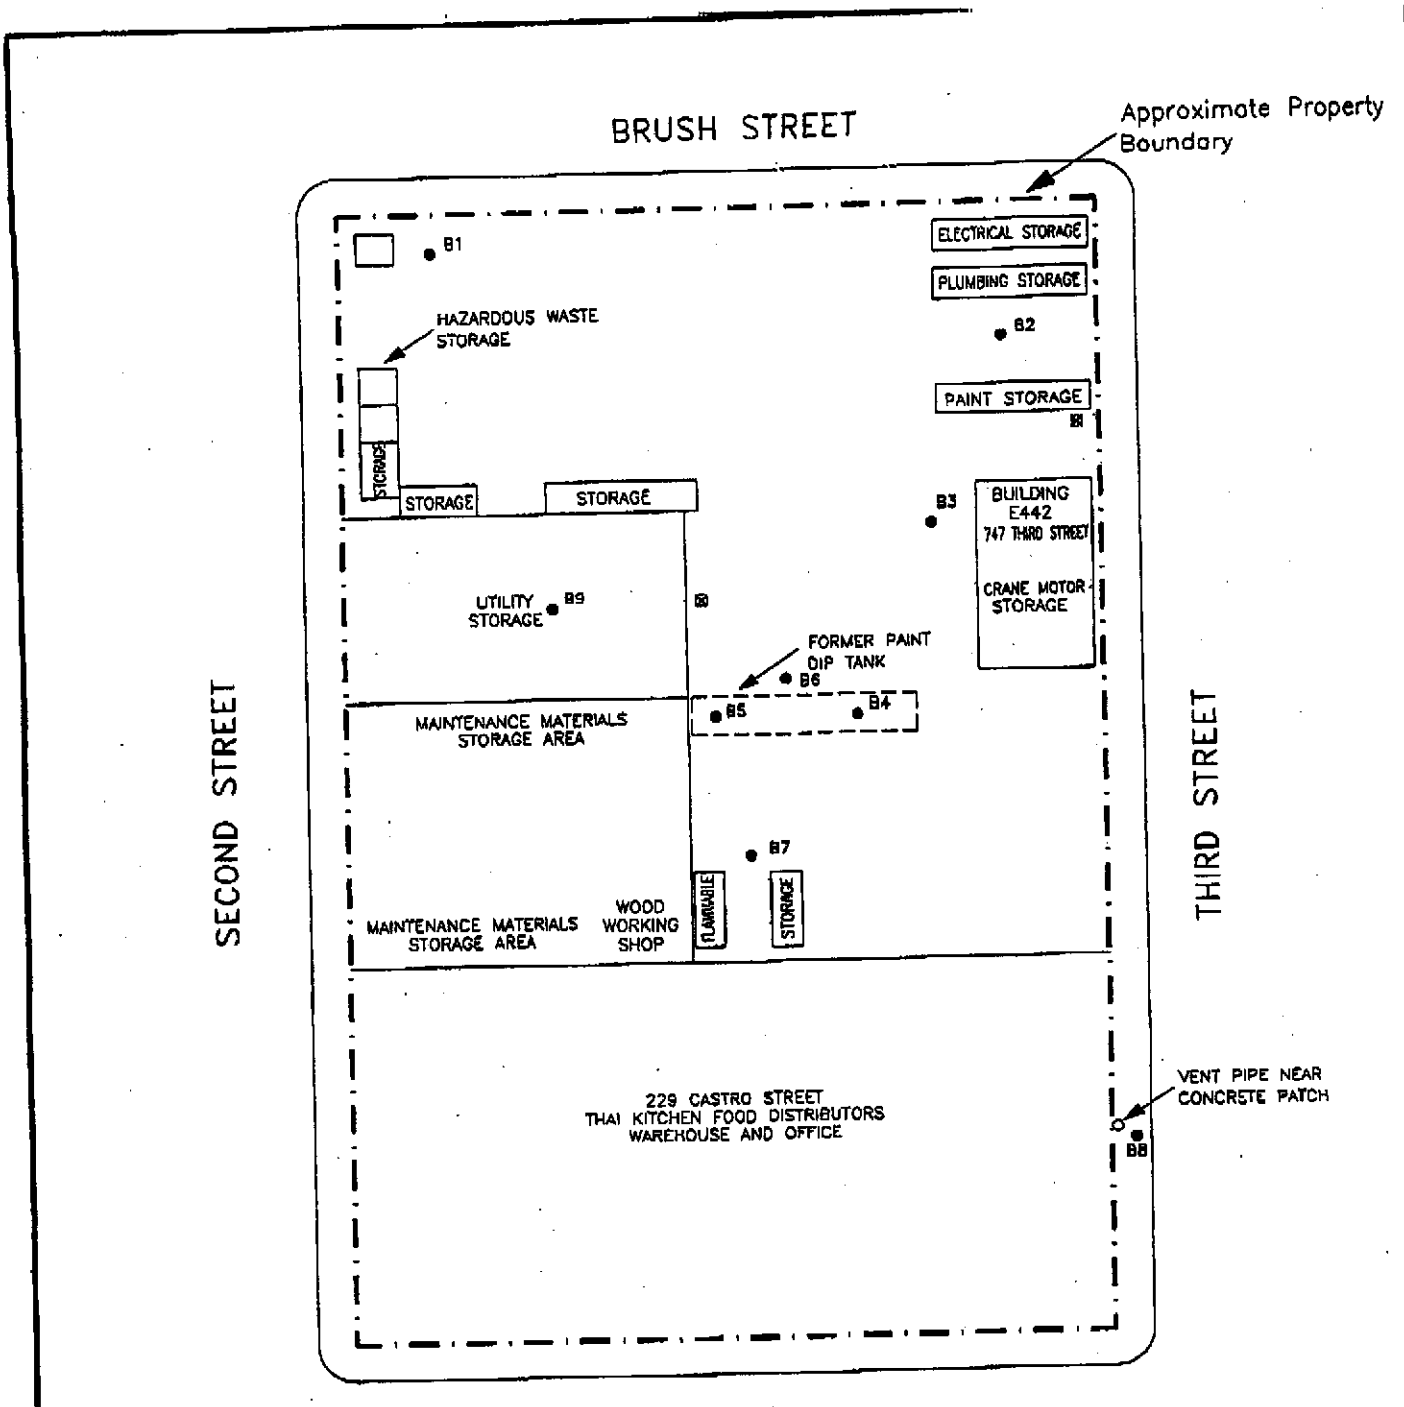 BRUSH STREET
Approximate Property
Boundary
ELECTRICAL STORAGE
B1
PLUMBING STORAGE
HAZARDOUS WASTE
STORAGE
B2
PAINT STORAGE
STORAGE
STORAGE
STORAGE
B3
BUILDING
E442
747 THIRD STREET
CRANE MOTOR
STORAGE
UTILITY
STORAGE
B9
FORMER PAINT
DIP TANK
B6
B5
B4
MAINTENANCE MATERIALS
STORAGE AREA
SECOND STREET
THIRD STREET
B7
FLAMMABLE
STORAGE
MAINTENANCE MATERIALS
STORAGE AREA
WOOD
WORKING
SHOP
229 CASTRO STREET
THAI KITCHEN FOOD DISTRIBUTORS
WAREHOUSE AND OFFICE
VENT PIPE NEAR
CONCRETE PATCH
B8